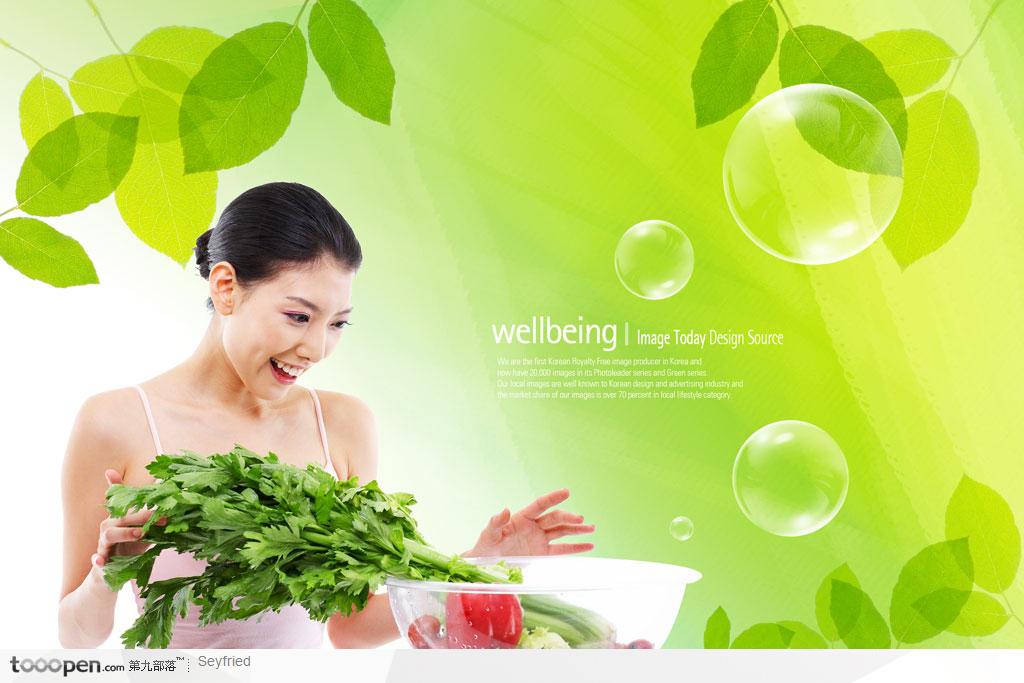 wellbeing | Image Today Design Source
We are the first Korean Royalty Free image producer in Korea and
now have 20,000 images in its Photoleader series and Green series.
Our local images are well known to Korean design and advertising industry and
the market share of our images is over 70 percent in local lifestyle category
tooopen.com 第九部落™ Seyfried